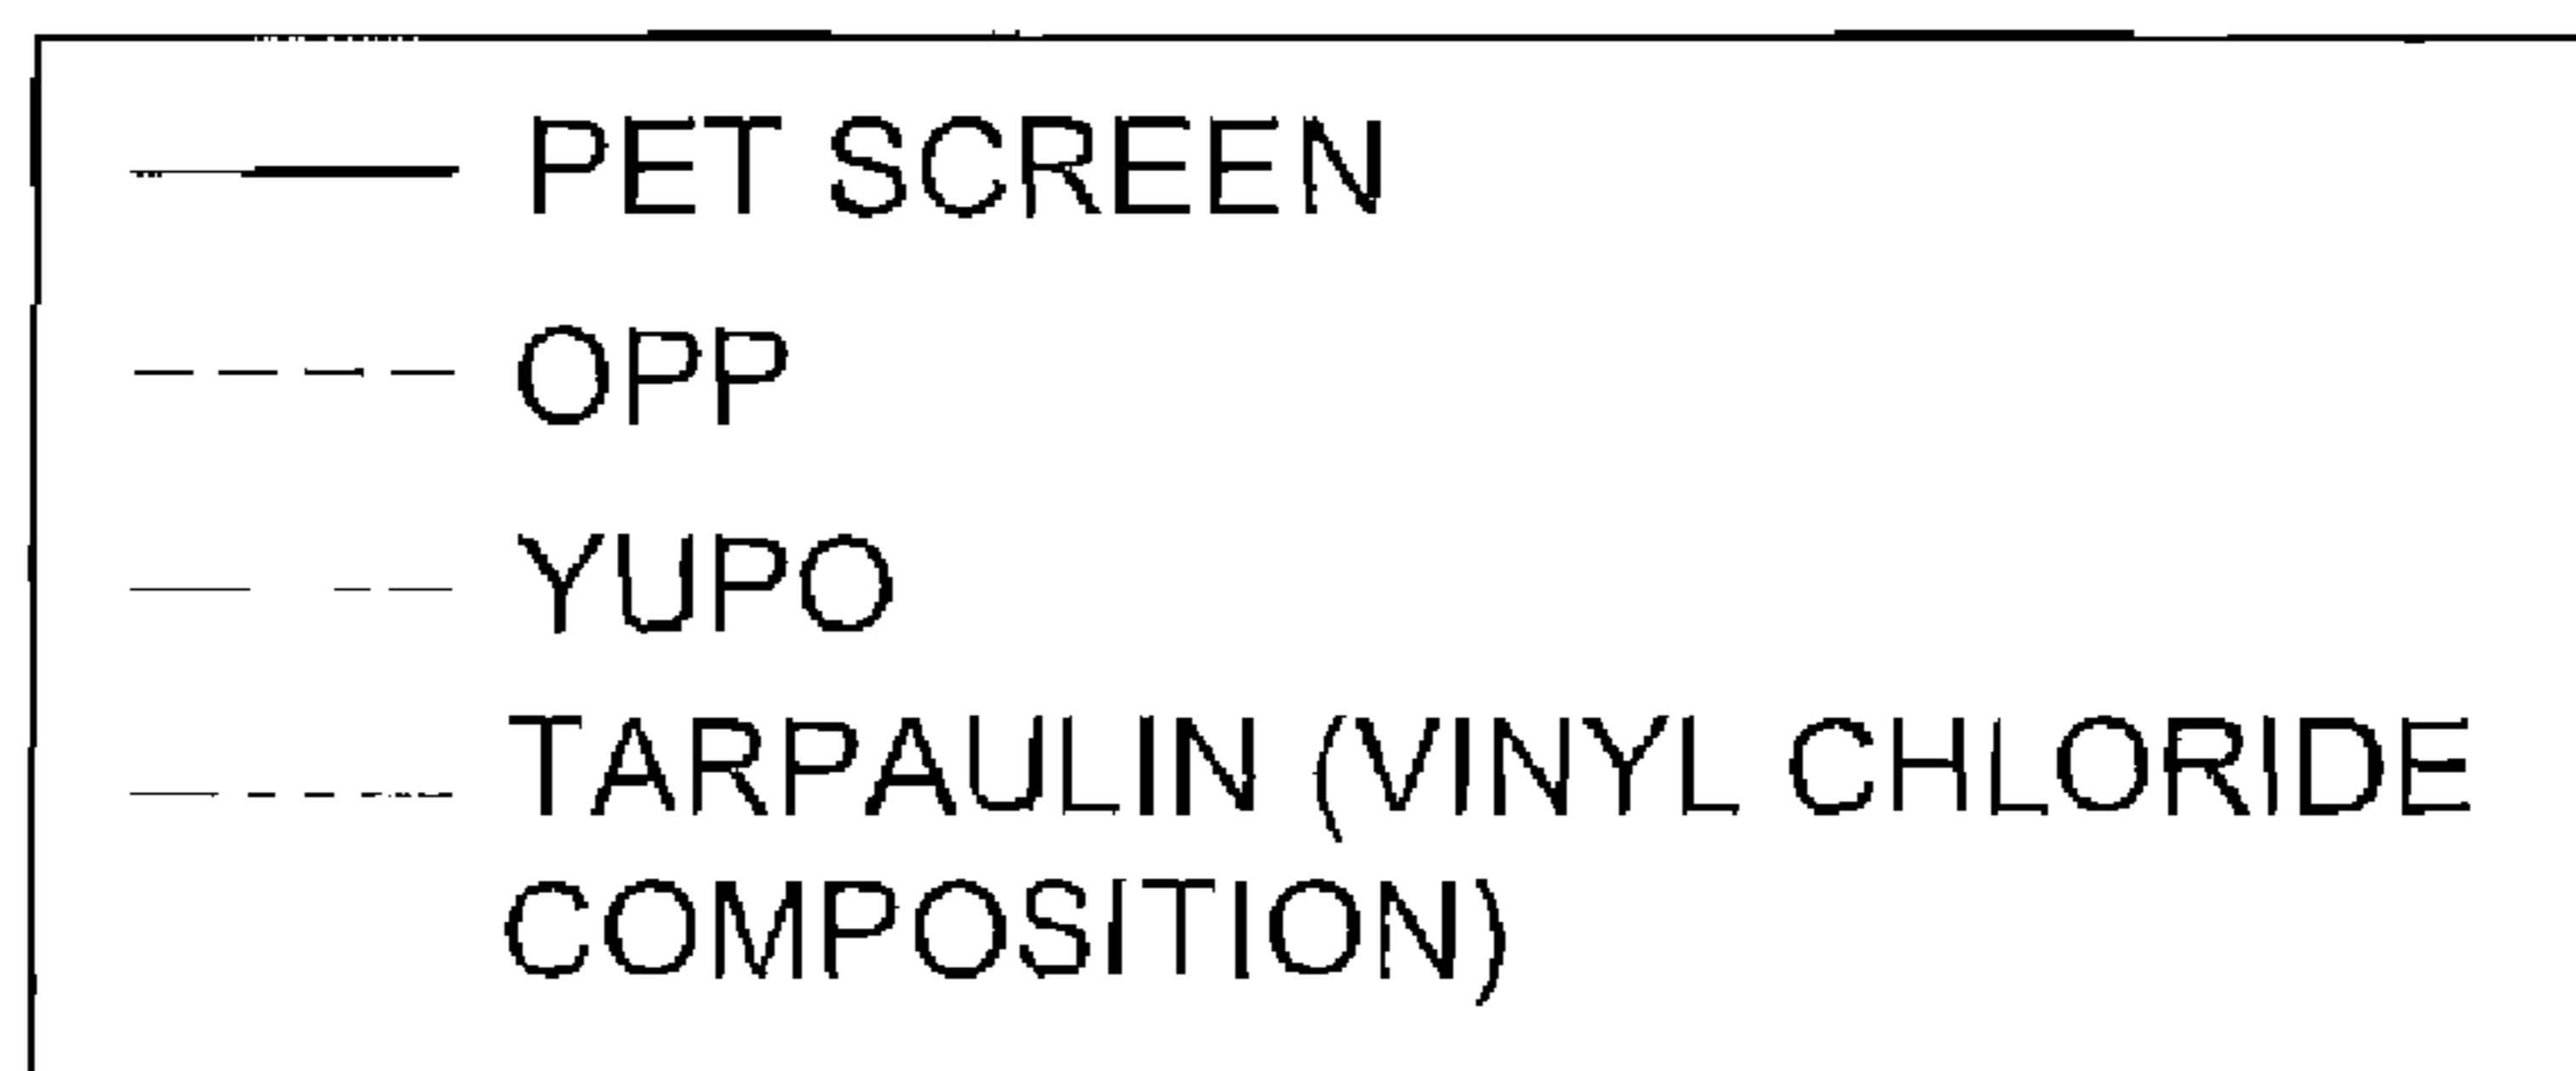 PET SCREEN
OPP
YUPO
TARPAULIN (VINYL CHLORIDE
COMPOSITION)